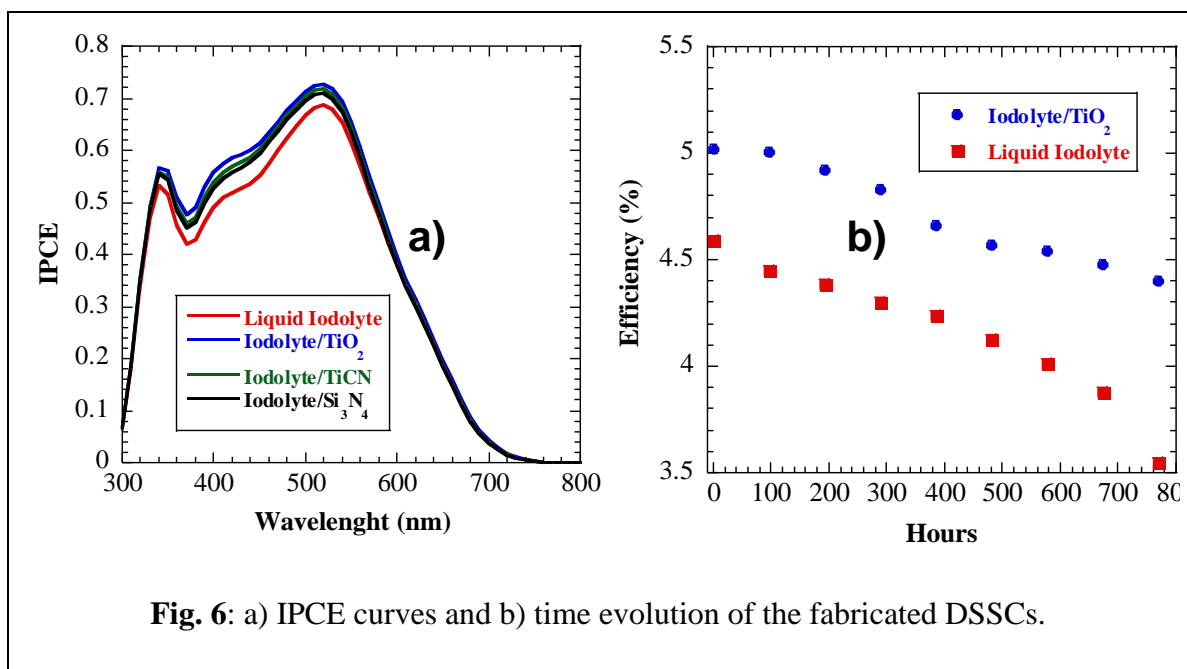 0.8
0.7
0.6
0.5
0.4
0.3
0.2
0.1
0
IPCE
300 400 500 600 700 800
Wavelenght (nm)
a)
Liquid Iodolyte
Iodolyte/TiO₂
Iodolyte/TiCN
Iodolyte/Si₃N₄
5.5
5
4.5
4
3.5
Efficiency (%)
0 100 200 300 400 500 600 700 80
Hours
b)
Iodolyte/TiO₂
Liquid Iodolyte
Fig. 6: a) IPCE curves and b) time evolution of the fabricated DSSCs.